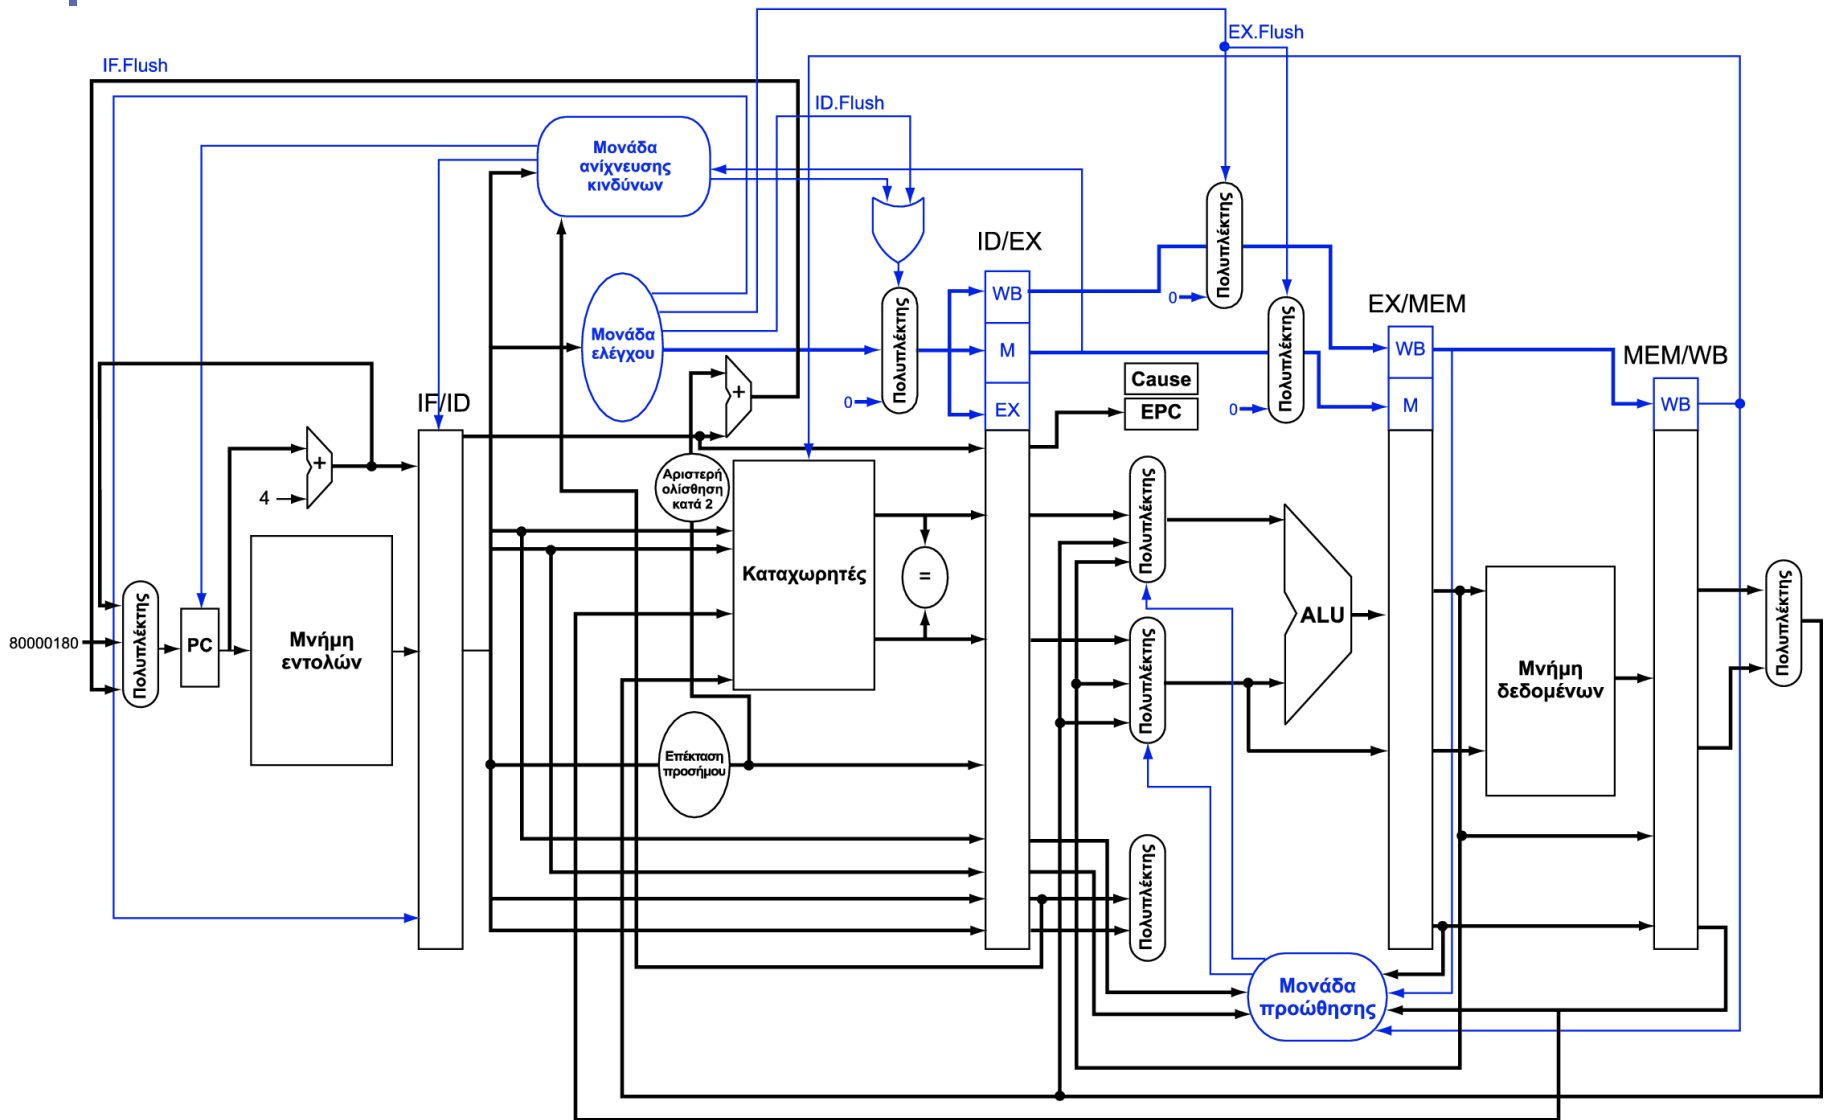 EX.Flush
IF.Flush
ID.Flush
Μονάδα
ανίχνευσης
κινδύνων
Πολυπλέκτης
ID/EX
WB
0
Μονάδα
ελέγχου
Πολυπλέκτης
M
EX
0
Πολυπλέκτης
0
EX/MEM
WB
M
MEM/WB
WB
Cause
EPC
IF/ID
+
+
4
Αριστερή
ολίσθηση
κατά 2
Πολυπλέκτης
Καταχωρητές
=
Πολυπλέκτης
80000180
PC
Μνήμη
εντολών
Πολυπλέκτης
ALU
Μνήμη
δεδομένων
Πολυπλέκτης
Επέκταση
προσήμου
Πολυπλέκτης
Μονάδα
προώθησης